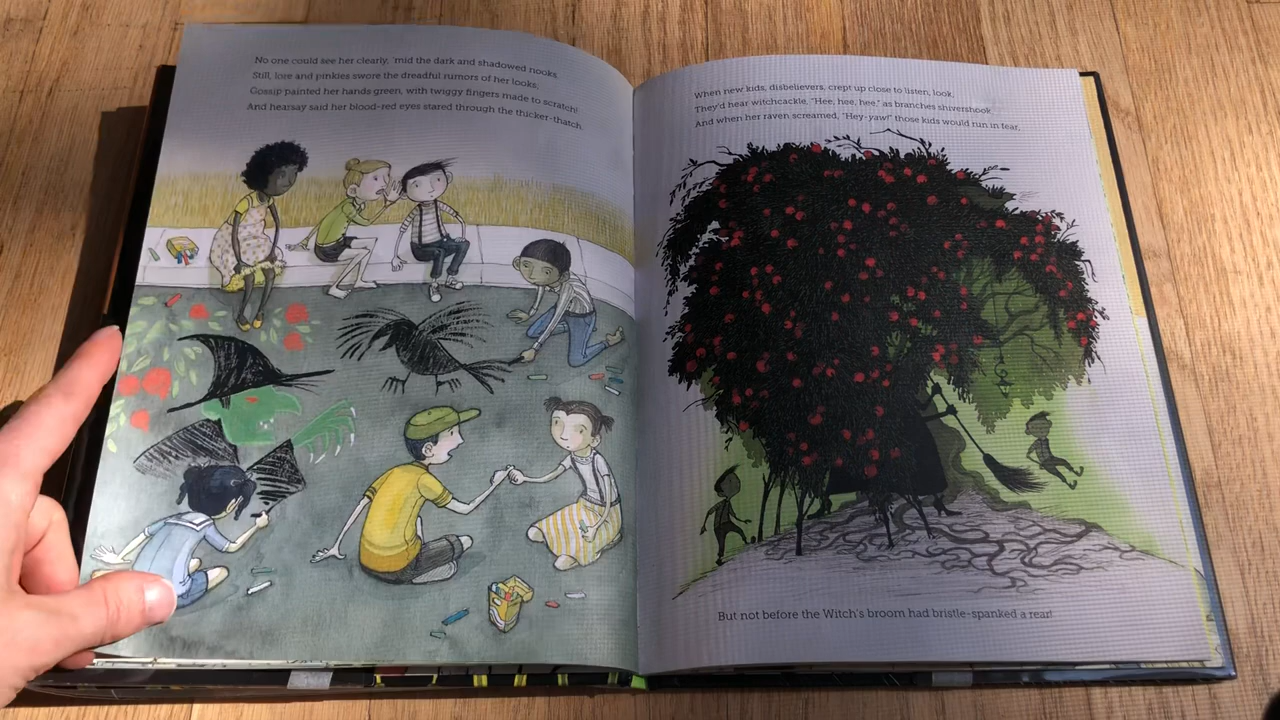 No one could see her clearly, 'mid the dark and shadowed nooks.
Still, lore and pinkies swore the dreadful rumors of her looks;
Gossip painted her hands green, with twiggy fingers made to scratch!
And hearsay said her blood-red eyes stared through the thicker-thatch.
When new kids, disbelievers, crept up close to listen, look,
They'd hear witchcackle, "Hee, hee, hee," as branches shivershook.
And when her raven screamed, "Hey-yaw!" those kids would run in fear,
But not before the Witch's broom had bristle-spanked a rear!